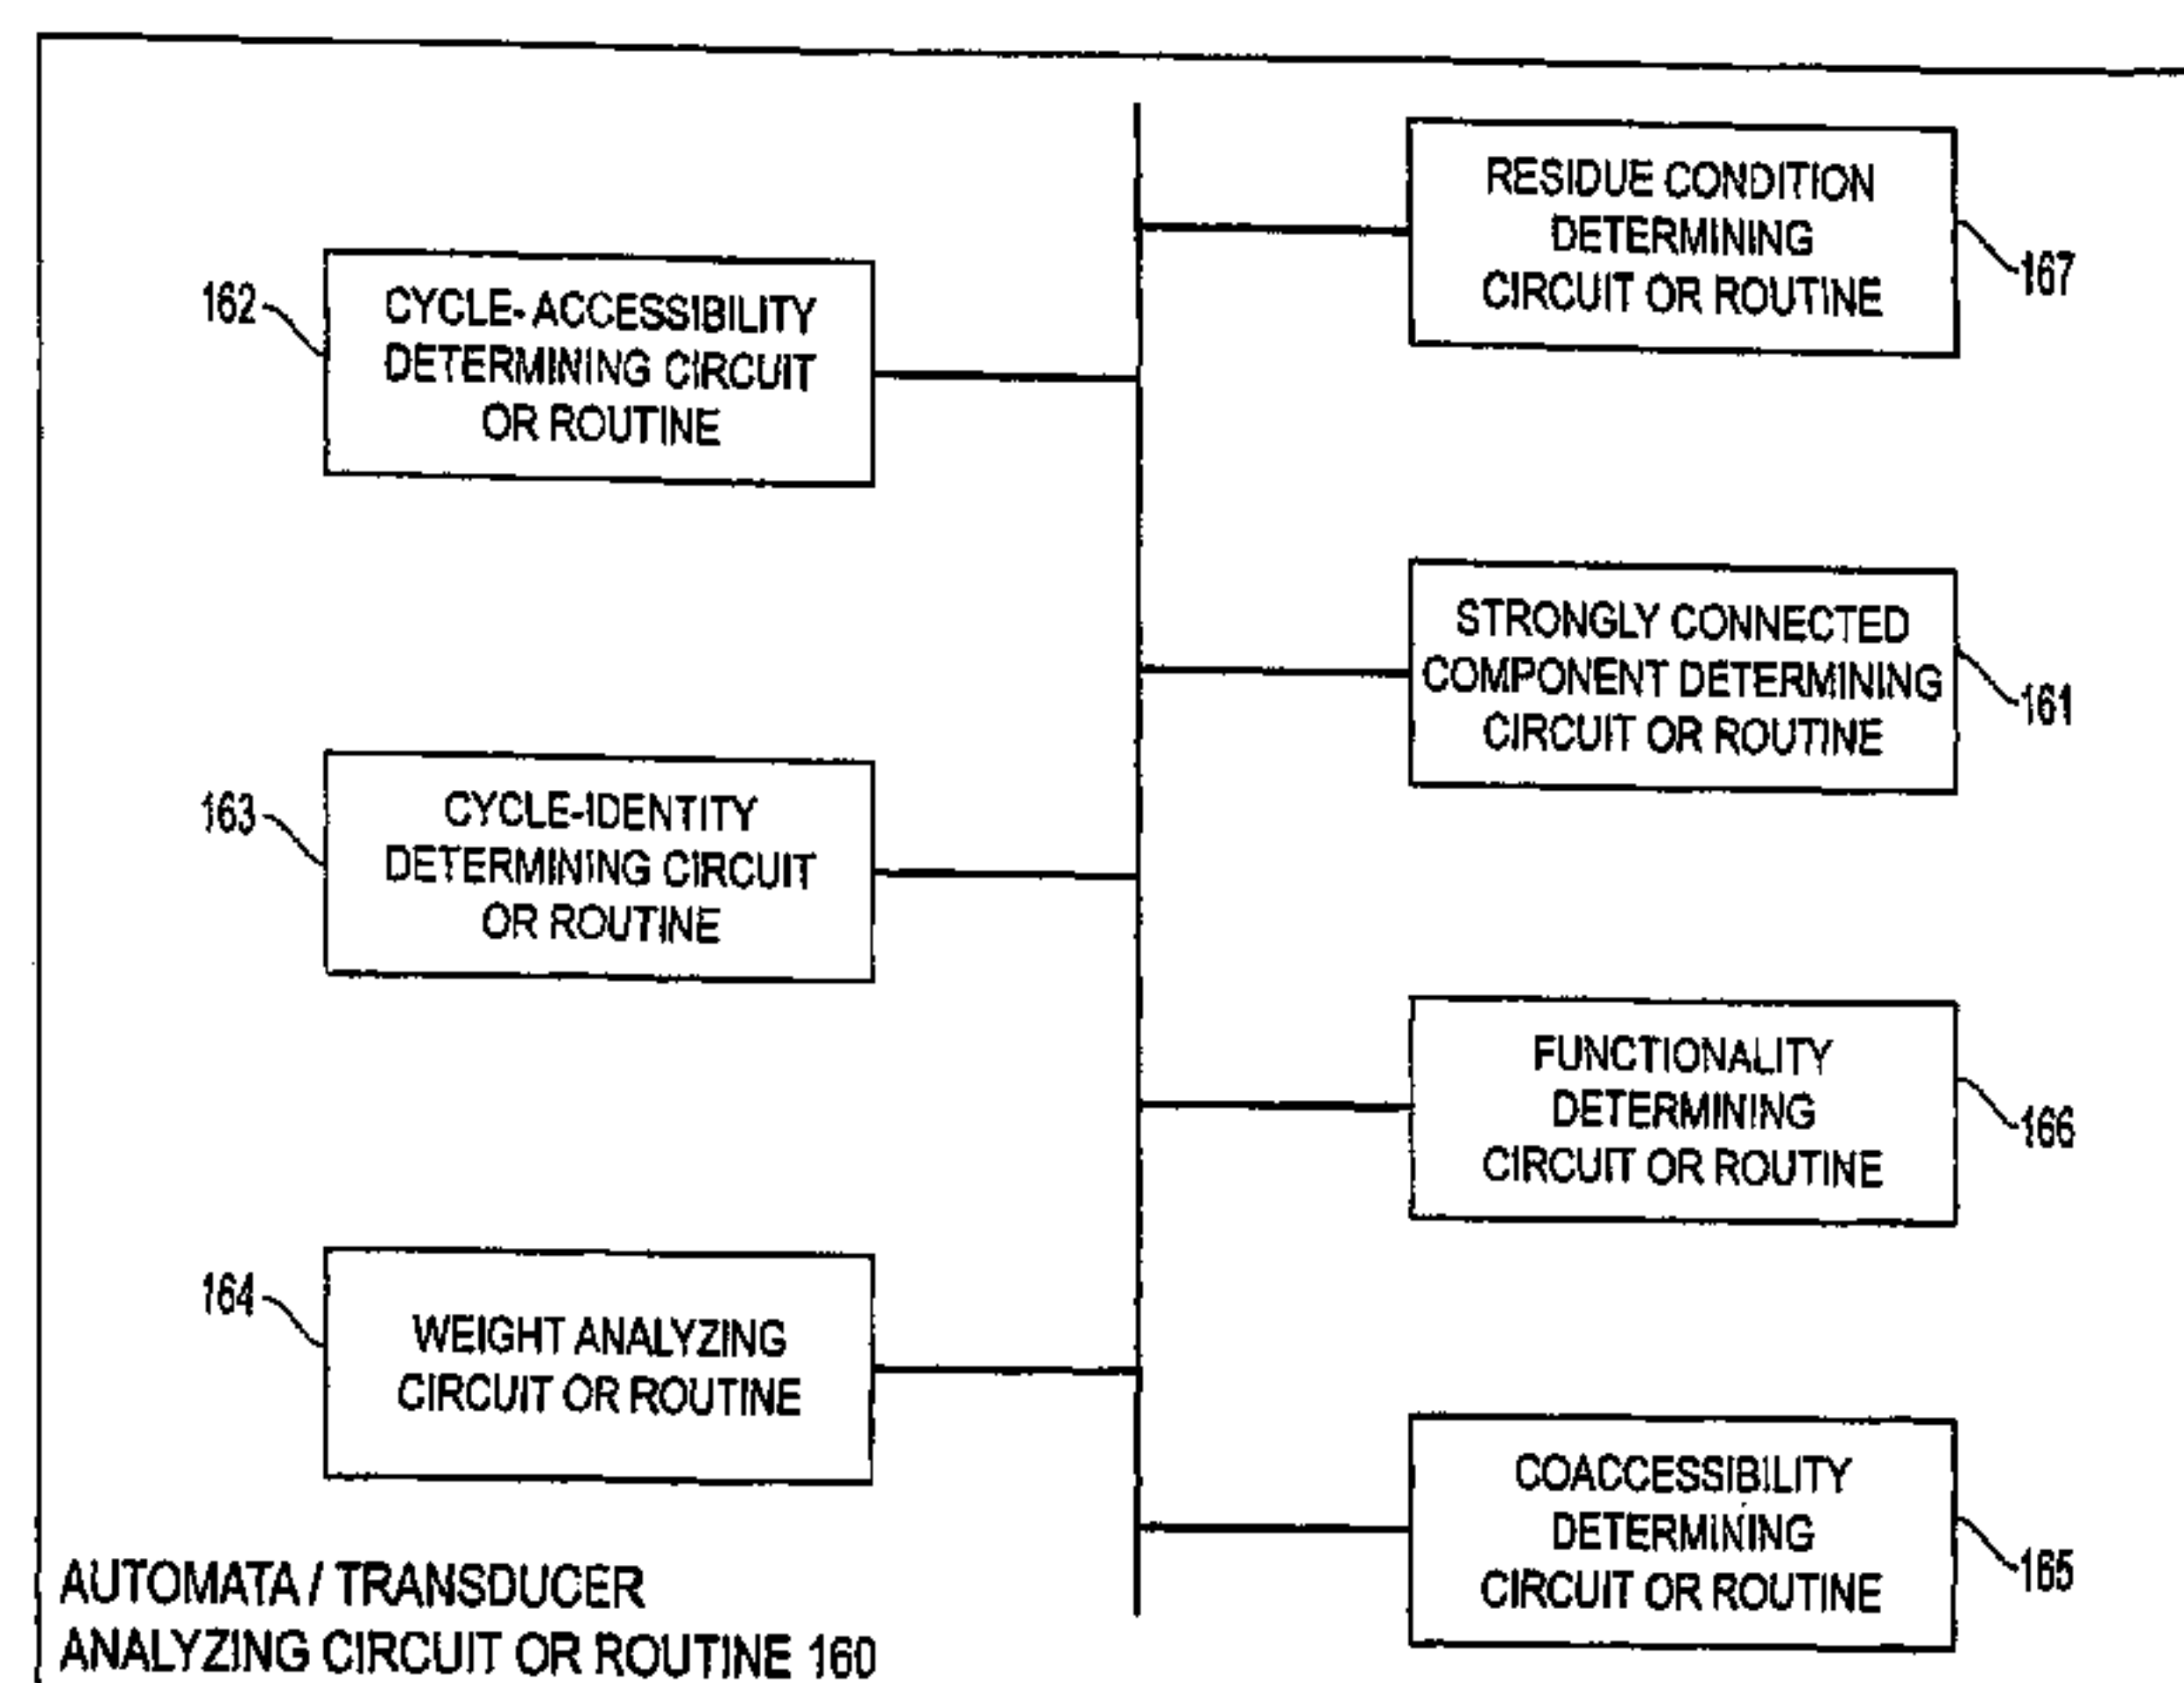 RESIDUE CONDITION
DETERMINING
CIRCUIT OR ROUTINE
167
162
CYCLE-ACCESSIBILITY
DETERMINING CIRCUIT
OR ROUTINE
STRONGLY CONNECTED
COMPONENT DETERMINING
CIRCUIT OR ROUTINE
161
163
CYCLE-IDENTITY
DETERMINING CIRCUIT
OR ROUTINE
FUNCTIONALITY
DETERMINING
CIRCUIT OR ROUTINE
166
164
WEIGHT ANALYZING
CIRCUIT OR ROUTINE
COACCESSIBILITY
DETERMINING
CIRCUIT OR ROUTINE
165
AUTOMATA / TRANSDUCER
ANALYZING CIRCUIT OR ROUTINE 160